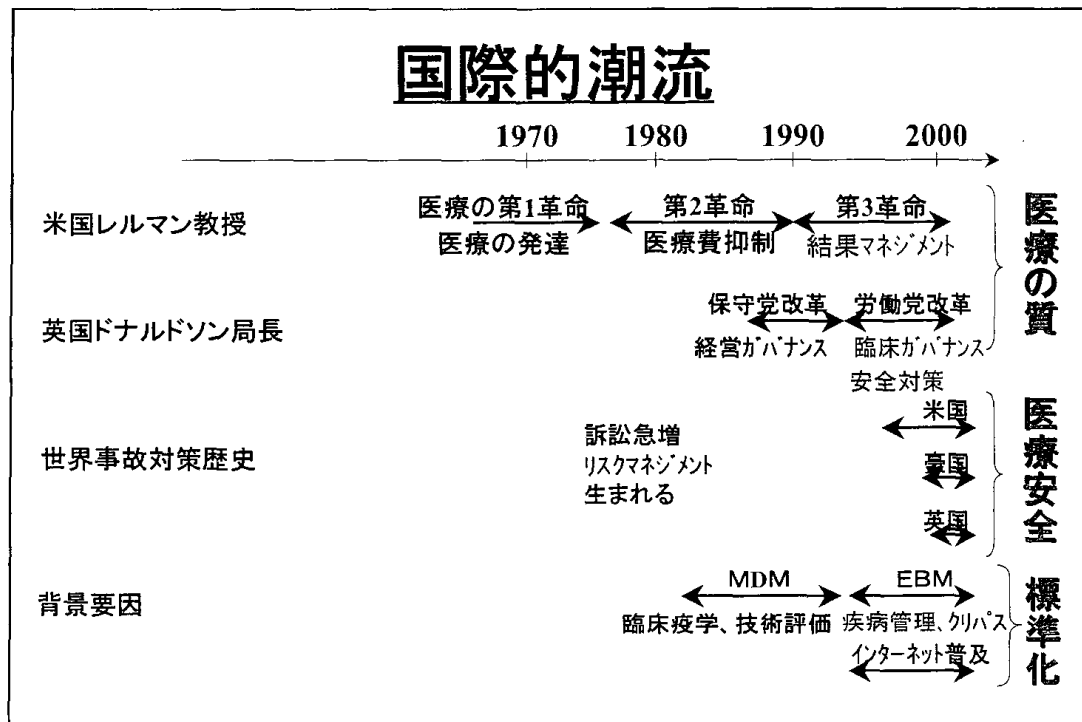 国際的潮流
1970 1980 1990 2000
米国レルマン教授
医療の第1革命 第2革命 第3革命
医療の発達 医療費抑制 結果マネジメント
英国ドナルドソン局長
保守党改革 労働党改革
経営ガバナンス 臨床ガバナンス
安全対策
医療の質
世界事故対策歴史
訴訟急増
リスクマネジメント
生まれる
米国
豪国
英国
医療安全
背景要因
MDM EBM
臨床疫学、技術評価 疾病管理、クリパス
インターネット普及
標準化